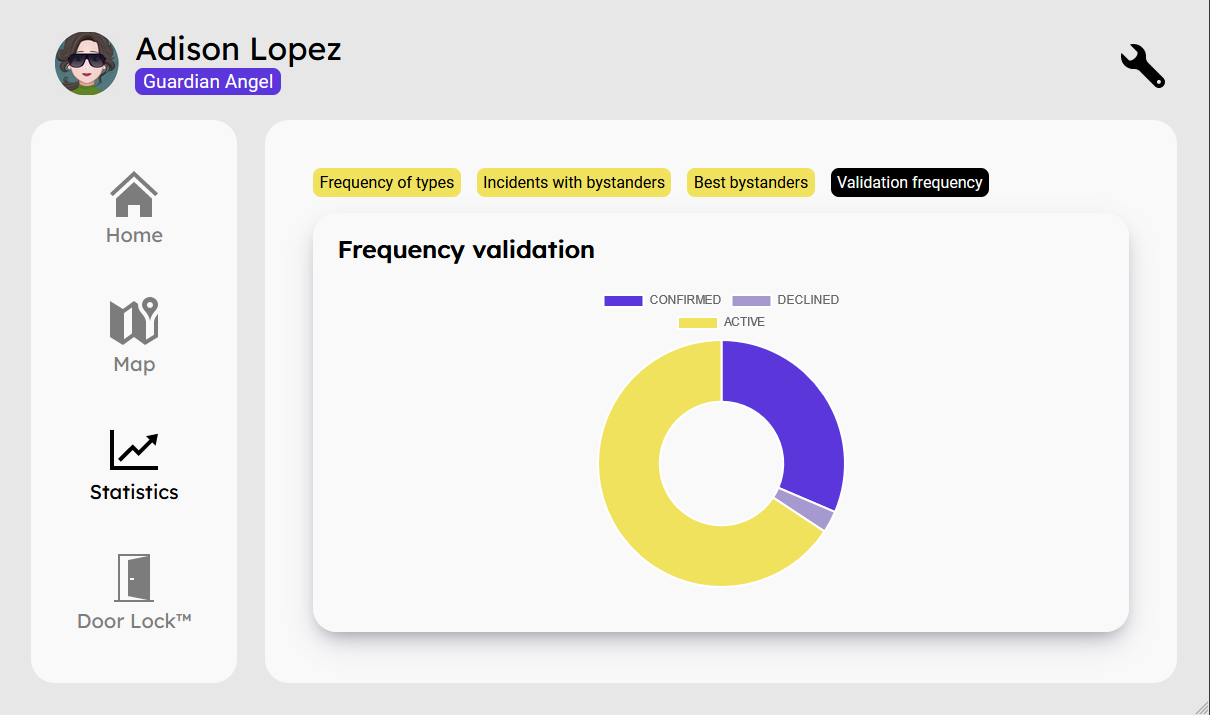 Adison Lopez
Guardian Angel
Home
Map
Statistics
Door Lock™
Frequency of types Incidents with bystanders Best bystanders Validation frequency
Frequency validation
CONFIRMED DECLINED
ACTIVE